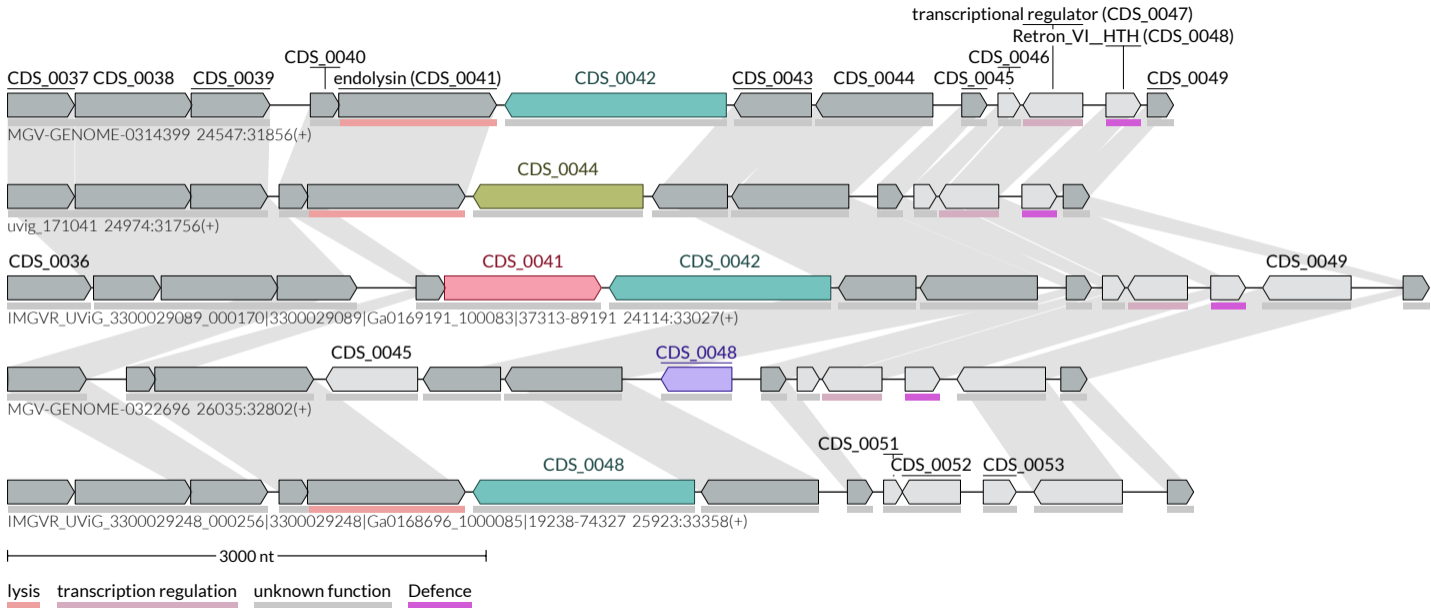 transcriptional regulator (CDS_0047)
Retron_VI__HTH (CDS_0048)
CDS_0040 CDS_0046
CDS_0037 CDS_0038 CDS_0039 endolysin (CDS_0041) CDS_0042 CDS_0043 CDS_0044 CDS_0045 CDS_0049
MGV-GENOME-0314399 24547:31856(+)
CDS_0044
uvig_171041 24974:31756(+)
CDS_0036 CDS_0041 CDS_0042 CDS_0049
IMGVR_UViG_3300029089_000170|3300029089|Ga0169191_100083|37313-89191 24114:33027(+)
CDS_0045 CDS_0048
MGV-GENOME-0322696 26035:32802(+)
CDS_0051
CDS_0048 CDS_0052 CDS_0053
IMGVR_UViG_3300029248_000256|3300029248|Ga0168696_1000085|19238-74327 25923:33358(+)
3000 nt
lysis transcription regulation unknown function Defence